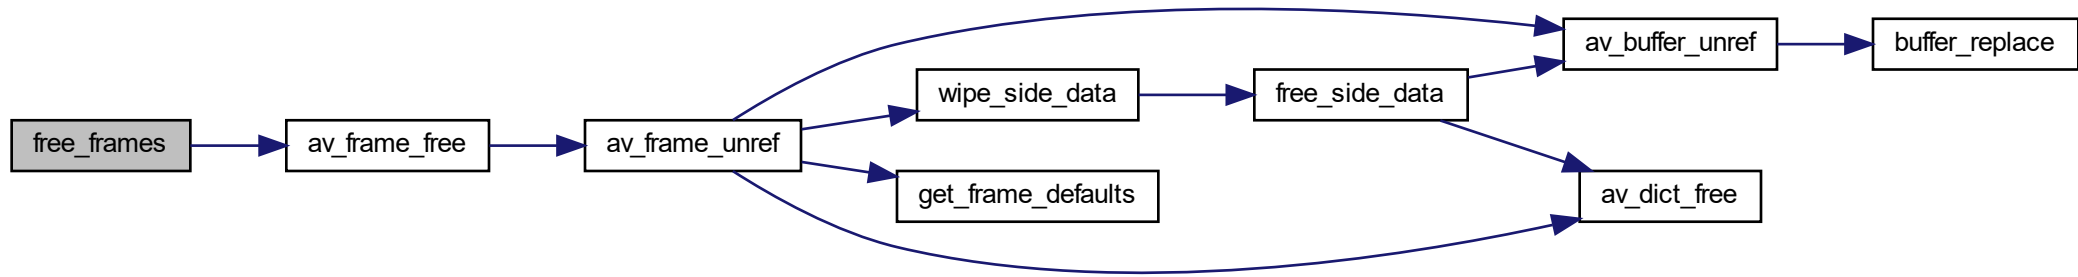 free_frames
av_frame_free
av_frame_unref
av_buffer_unref
buffer_replace
wipe_side_data
free_side_data
get_frame_defaults
av_dict_free